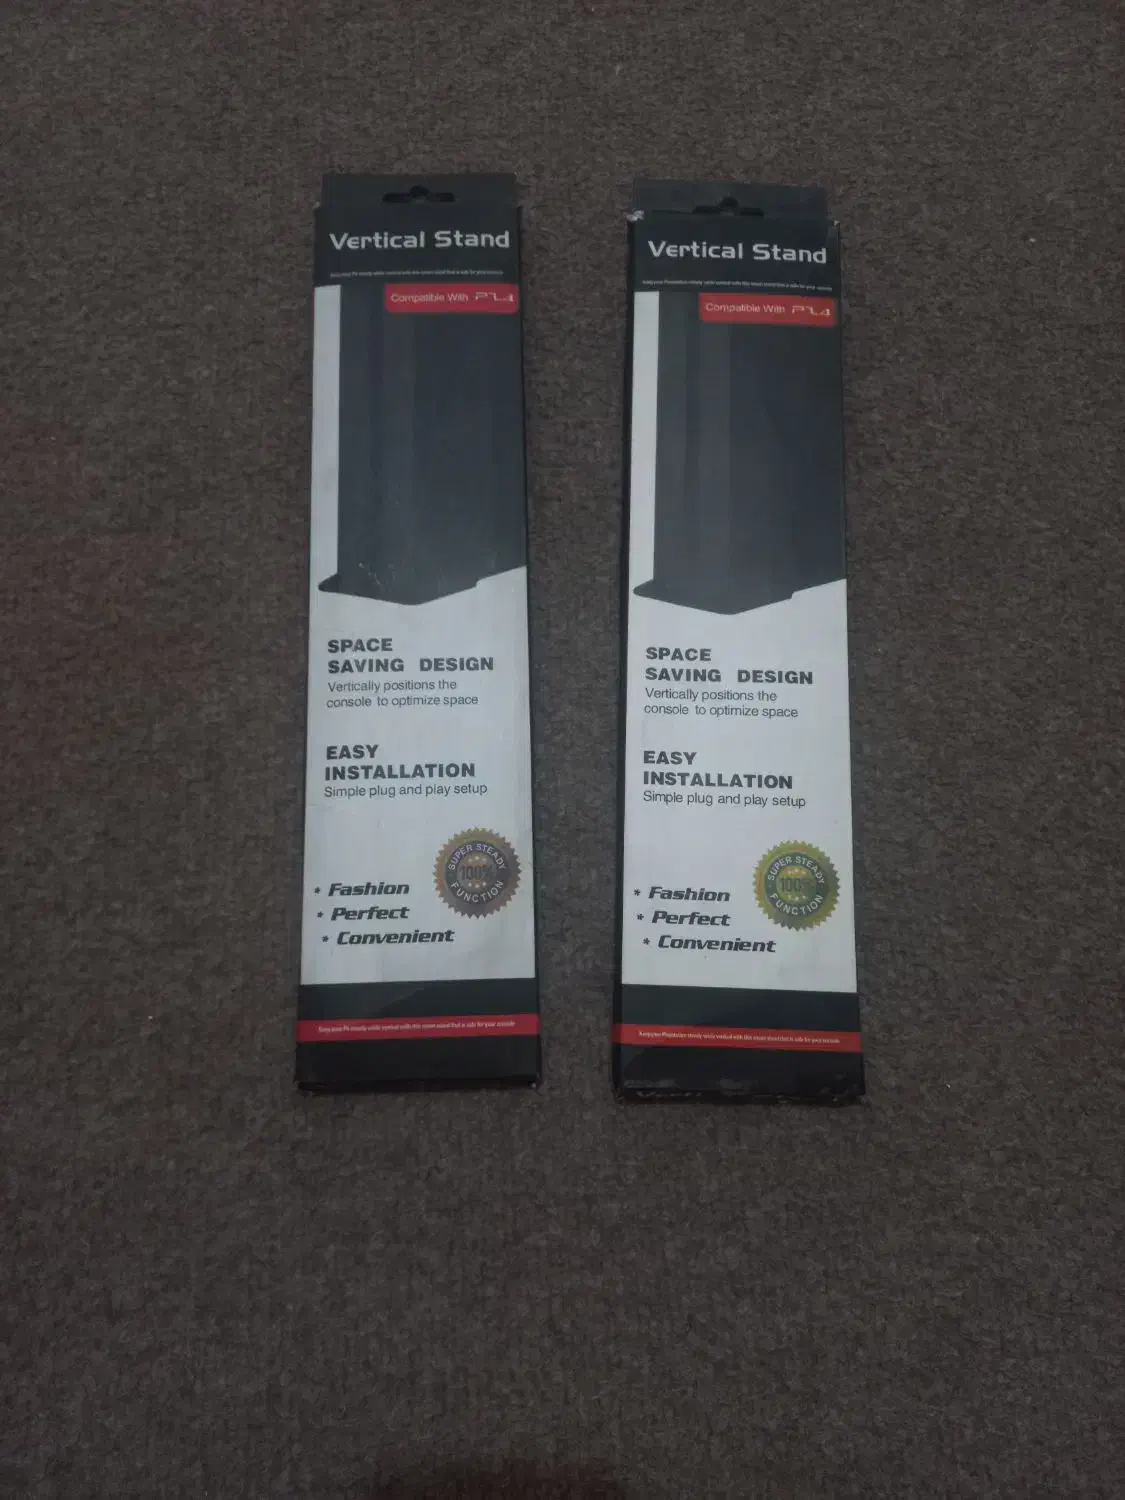 Vertical Stand
Compatible With
SPACE
SAVING DESIGN
Vertically positions the
console to optimize space
EASY
INSTALLATION
Simple plug and play setup
SUPER STEADY
100%
FUNCTION
* Fashion
* Perfect
* Convenient
Vertical Stand
Compatible With
SPACE
SAVING DESIGN
Vertically positions the
console to optimize space
EASY
INSTALLATION
Simple plug and play setup
SUPER STEADY
100%
FUNCTION
* Fashion
* Perfect
* Convenient